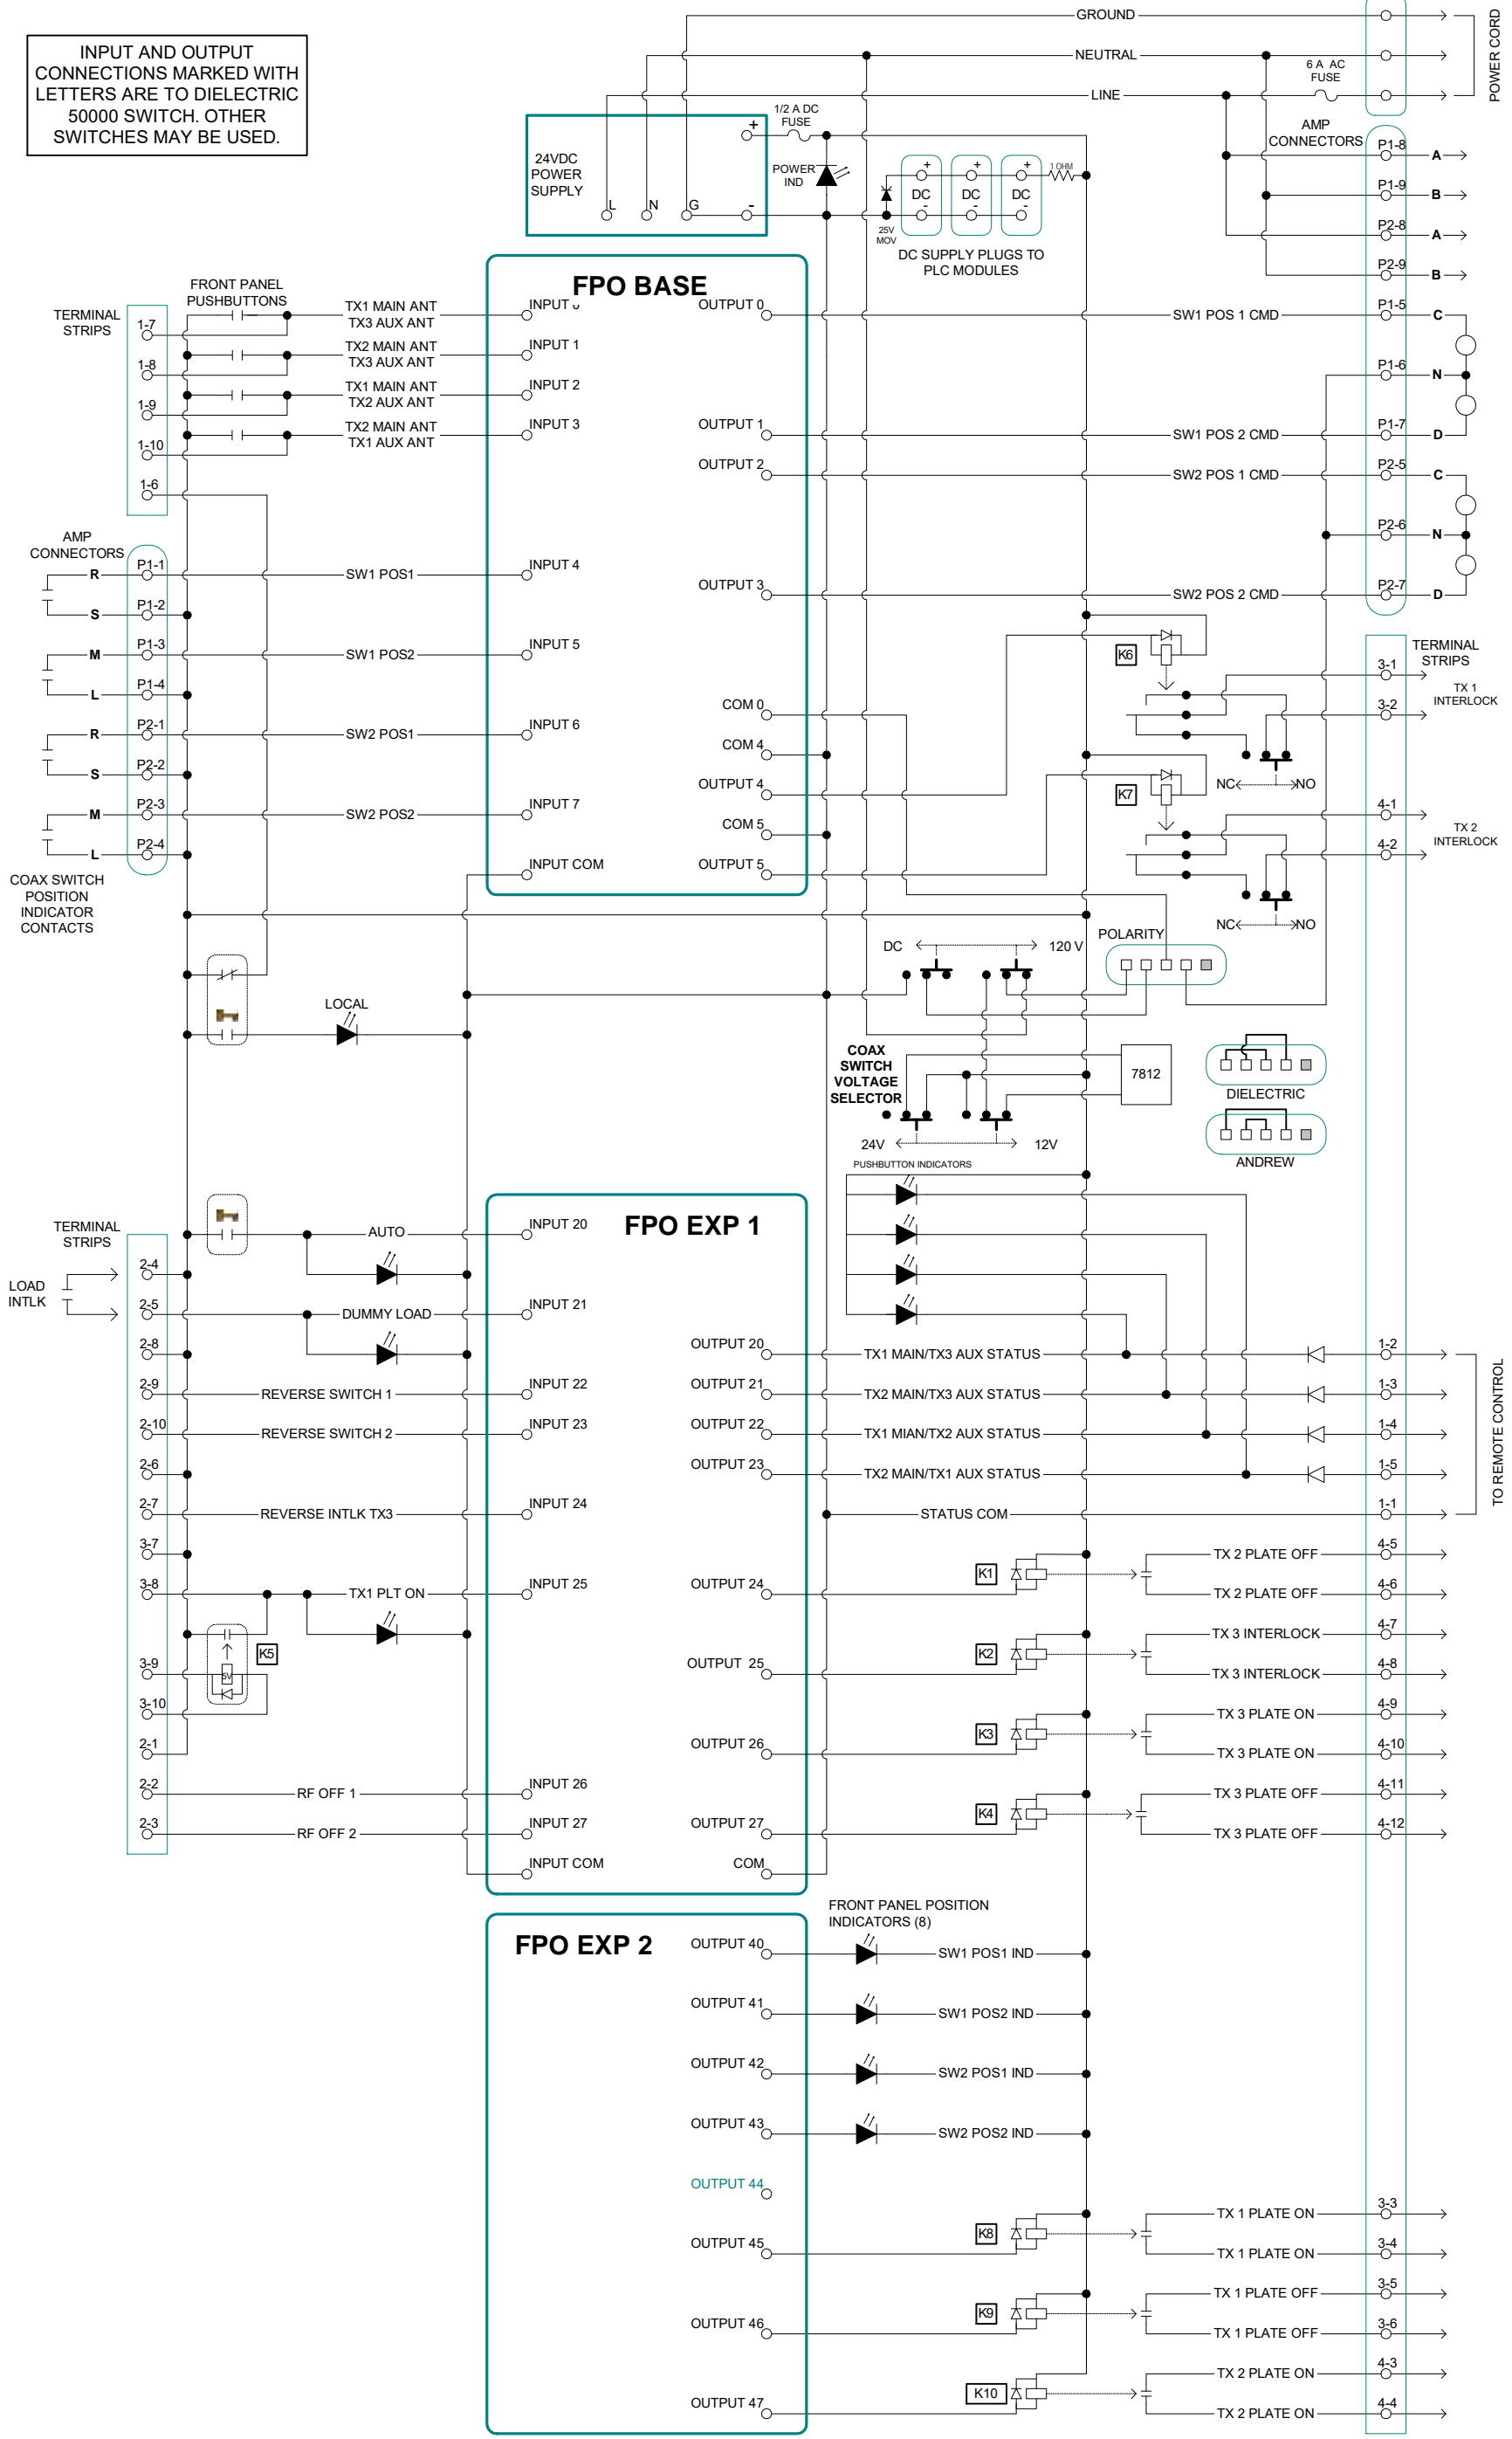 GROUND
NEUTRAL
LINE
6 A  AC
FUSE
POWER CORD
INPUT AND OUTPUT
CONNECTIONS MARKED WITH
LETTERS ARE TO DIELECTRIC
50000 SWITCH. OTHER
SWITCHES MAY BE USED.
24VDC
POWER
SUPPLY
L
N
G
+
-
1/2 A DC
FUSE
POWER
IND
25V
MOV
+
DC
-
+
DC
-
+
DC
-
1 OHM
DC SUPPLY PLUGS TO
PLC MODULES
AMP
CONNECTORS
P1-8
A
P1-9
B
P2-8
A
P2-9
B
P1-5
C
P1-6
N
P1-7
D
P2-5
C
P2-6
N
P2-7
D
TERMINAL
STRIPS
FRONT PANEL
PUSHBUTTONS
1-7
1-8
1-9
1-10
1-6
TX1 MAIN ANT
TX3 AUX ANT
TX2 MAIN ANT
TX3 AUX ANT
TX1 MAIN ANT
TX2 AUX ANT
TX2 MAIN ANT
TX1 AUX ANT
FPO BASE
INPUT
INPUT 1
INPUT 2
INPUT 3
INPUT 4
INPUT 5
INPUT 6
INPUT 7
INPUT COM
OUTPUT 0
OUTPUT 1
OUTPUT 2
OUTPUT 3
COM 0
COM 4
OUTPUT 4
COM 5
OUTPUT 5
SW1 POS 1 CMD
SW1 POS 2 CMD
SW2 POS 1 CMD
SW2 POS 2 CMD
AMP
CONNECTORS
R
P1-1
SW1 POS1
S
P1-2
M
P1-3
SW1 POS2
L
P1-4
R
P2-1
SW2 POS1
S
P2-2
M
P2-3
SW2 POS2
L
P2-4
COAX SWITCH
POSITION
INDICATOR
CONTACTS
K6
NC
NO
K7
NC
NO
TERMINAL
STRIPS
3-1
3-2
TX 1
INTERLOCK
4-1
4-2
TX 2
INTERLOCK
LOCAL
DC
120 V
POLARITY
COAX
SWITCH
VOLTAGE
SELECTOR
7812
24V
12V
DIELECTRIC
ANDREW
PUSHBUTTON INDICATORS
TERMINAL
STRIPS
LOAD
INTLK
2-4
2-5
2-8
2-9
2-10
2-6
2-7
3-7
3-8
3-9
3-10
2-1
2-2
2-3
AUTO
DUMMY LOAD
REVERSE SWITCH 1
REVERSE SWITCH 2
REVERSE INTLK TX3
TX1 PLT ON
K5
5V
RF OFF 1
RF OFF 2
FPO EXP 1
INPUT 20
INPUT 21
INPUT 22
INPUT 23
INPUT 24
INPUT 25
INPUT 26
INPUT 27
INPUT COM
OUTPUT 20
OUTPUT 21
OUTPUT 22
OUTPUT 23
OUTPUT 24
OUTPUT  25
OUTPUT 26
OUTPUT 27
COM
TX1 MAIN/TX3 AUX STATUS
TX2 MAIN/TX3 AUX STATUS
TX1 MIAN/TX2 AUX STATUS
TX2 MAIN/TX1 AUX STATUS
STATUS COM
1-2
1-3
1-4
1-5
1-1
TO REMOTE CONTROL
K1
TX 2 PLATE OFF
4-5
TX 2 PLATE OFF
4-6
K2
TX 3 INTERLOCK
4-7
TX 3 INTERLOCK
4-8
K3
TX 3 PLATE ON
4-9
TX 3 PLATE ON
4-10
K4
TX 3 PLATE OFF
4-11
TX 3 PLATE OFF
4-12
FRONT PANEL POSITION
INDICATORS (8)
FPO EXP 2
OUTPUT 40
SW1 POS1 IND
OUTPUT 41
SW1 POS2 IND
OUTPUT 42
SW2 POS1 IND
OUTPUT 43
SW2 POS2 IND
OUTPUT 44
OUTPUT 45
OUTPUT 46
OUTPUT 47
K8
TX 1 PLATE ON
3-3
TX 1 PLATE ON
3-4
K9
TX 1 PLATE OFF
3-5
TX 1 PLATE OFF
3-6
K10
TX 2 PLATE ON
4-3
TX 2 PLATE ON
4-4